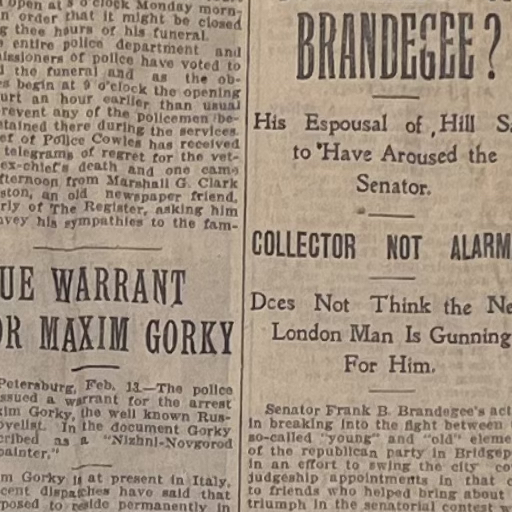 open at 8 o'clock Monday morn-
n order that it might be closed
g thee hours of his funeral.
entire police department and
issioners of police have voted to
d the funeral and as the ob-
s begin at 9 o'clock the opening
urt an hour earlier than usual
revent any of the policemen be-
tained there during the services.
ef of Police Cowles has received
telegrams of regret for the vet-
ex-chief's death and one came
fternoon from Marshall G. Clark
ston, an old newspaper friend,
rly of The Register, asking him
nvey his sympathies to the fam-
UE WARRANT
OR MAXIM GORKY
Petersburg, Feb. 13.—The police
ssued a warrant for the arrest
xim Gorky, the well known Rus-
ovelist. In the document Gorky
cribed as a "Nizhni-Novgorod
painter."
m Gorky is at present in Italy,
cent dispatches have said that
posed to reside permanently in
BRANDEGEE?
His Espousal of Hill S
to Have Aroused the
Senator.
COLLECTOR NOT ALARM
Does Not Think the Ne
London Man Is Gunning
For Him.
Senator Frank B. Brandegee's act
in breaking into the fight between
so-called "young" and "old" eleme
of the republican party in Bridgep
in an effort to swing the city co
judgeship appointments in that c
to friends who helped bring about
triumph in the senatorial contest w